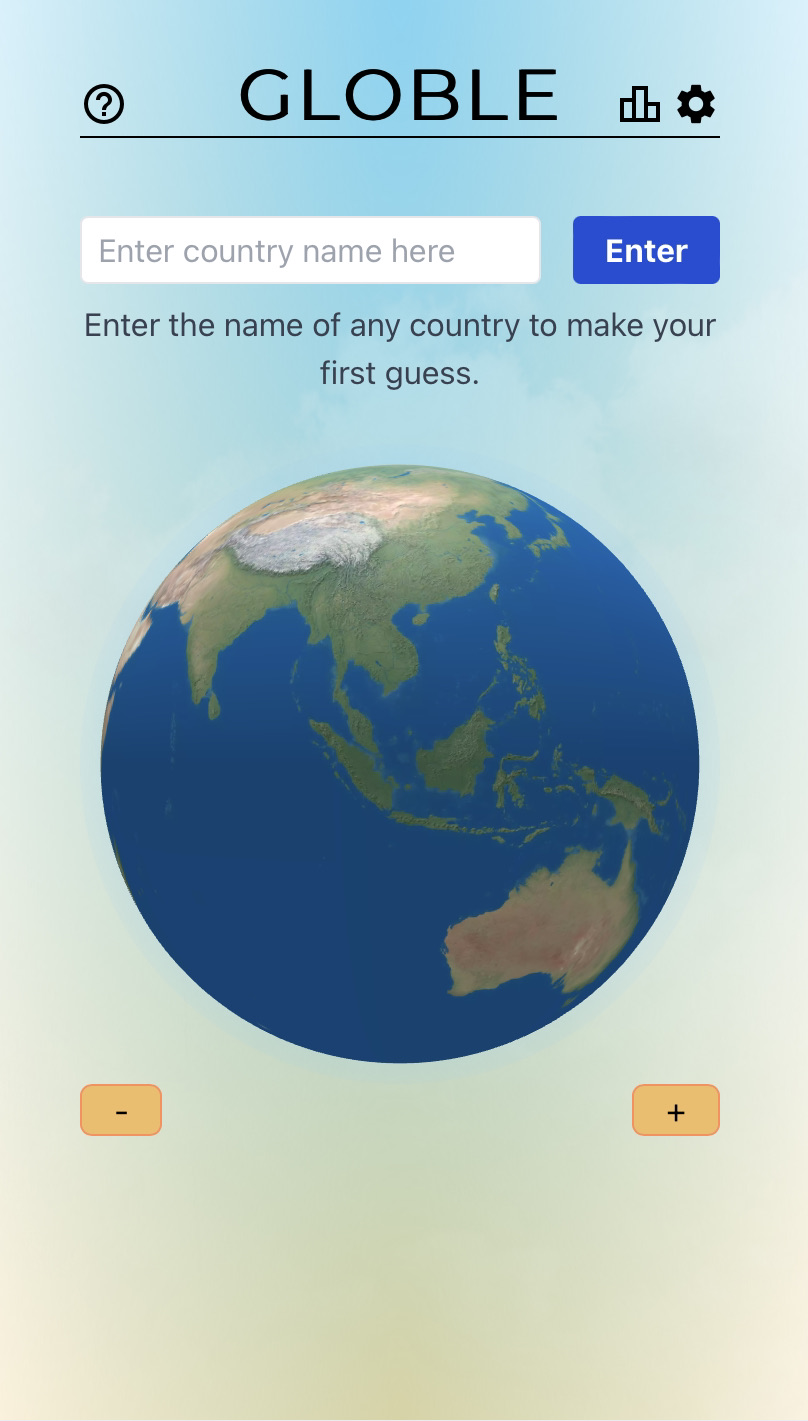 GLOBLE
Enter country name here
Enter
Enter the name of any country to make your
first guess.
-
+